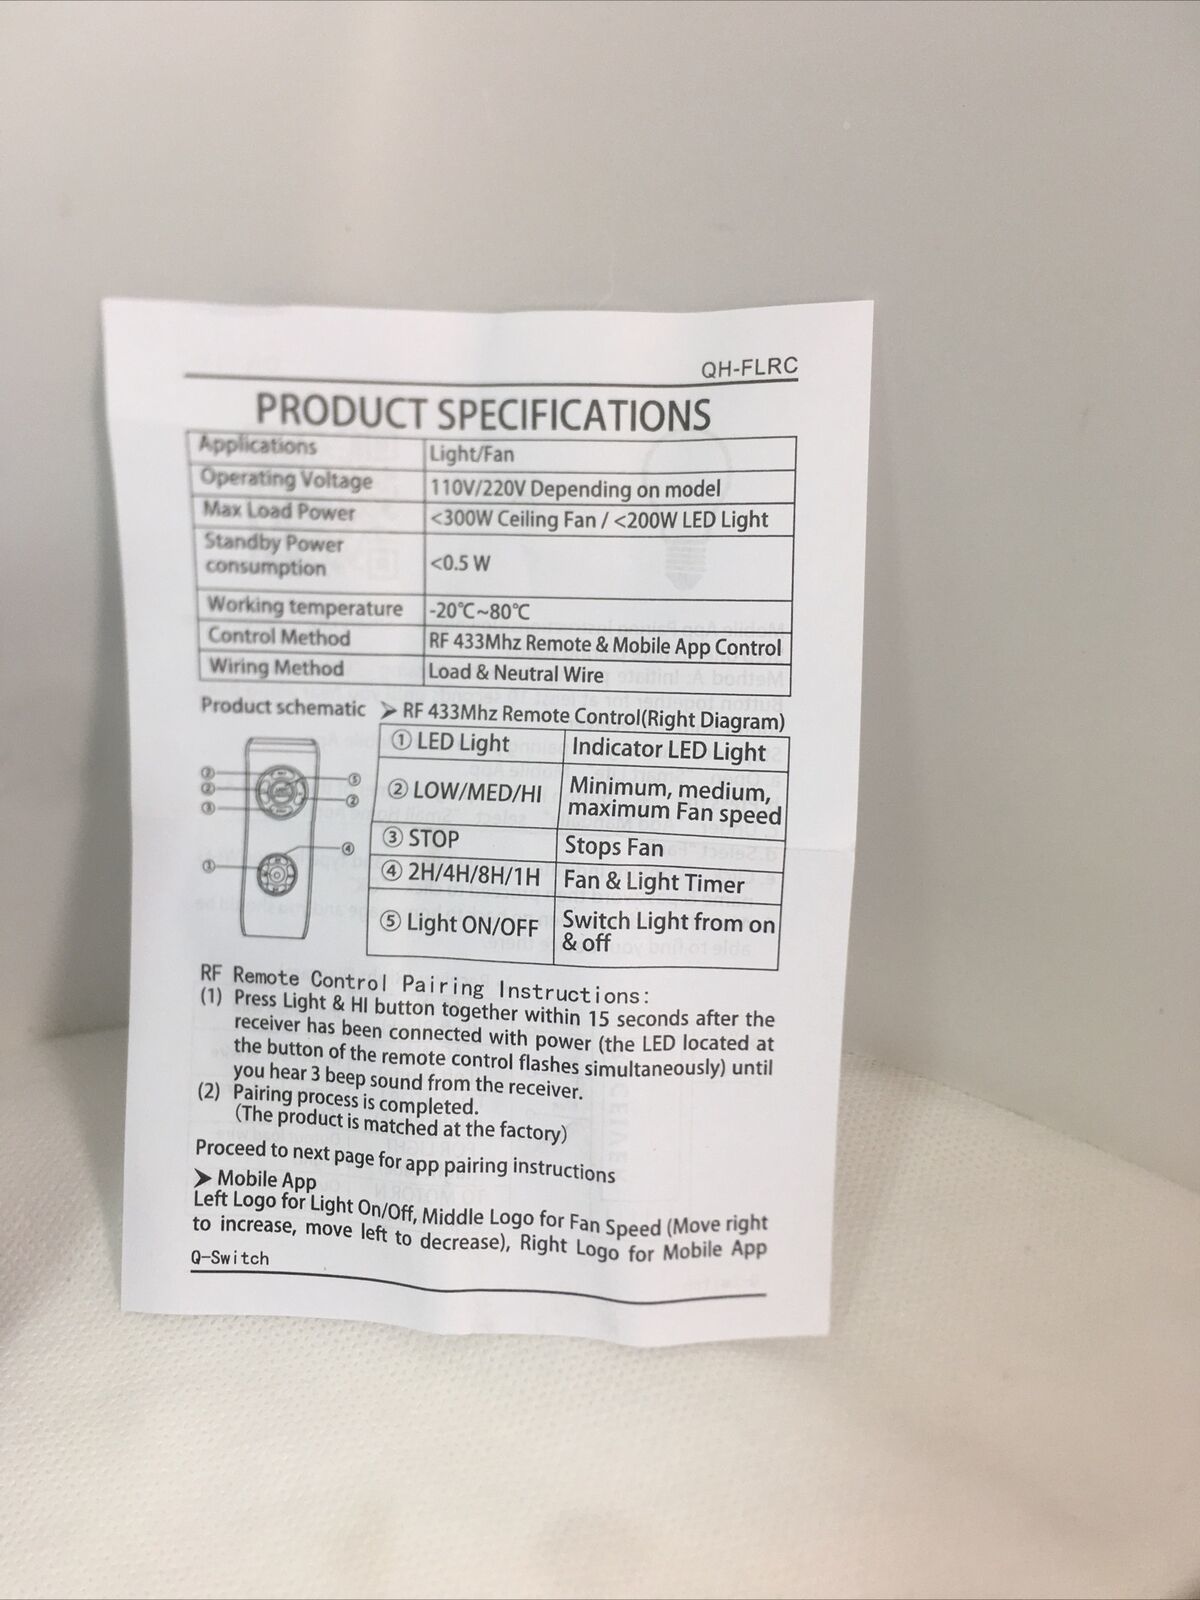 QH-FLRC
PRODUCT SPECIFICATIONS
Applications Light/Fan
Operating Voltage 110V/220V Depending on model
Max Load Power <300W Ceiling Fan / <200W LED Light
Standby Power
consumption <0.5 W
Working temperature -20℃~80℃
Control Method RF 433Mhz Remote & Mobile App Control
Wiring Method Load & Neutral Wire
Product schematic ➢ RF 433Mhz Remote Control(Right Diagram)
① LED Light Indicator LED Light
② LOW/MED/HI Minimum, medium,
maximum Fan speed
③ STOP Stops Fan
④ 2H/4H/8H/1H Fan & Light Timer
⑤ Light ON/OFF Switch Light from on
& off
②
②
③
①
⑤
②
④
RF Remote Control Pairing Instructions:
(1) Press Light & HI button together within 15 seconds after the
receiver has been connected with power (the LED located at
the button of the remote control flashes simultaneously) until
you hear 3 beep sound from the receiver.
(2) Pairing process is completed.
(The product is matched at the factory)
Proceed to next page for app pairing instructions
➢ Mobile App
Left Logo for Light On/Off, Middle Logo for Fan Speed (Move right
to increase, move left to decrease), Right Logo for Mobile App
Q-Switch